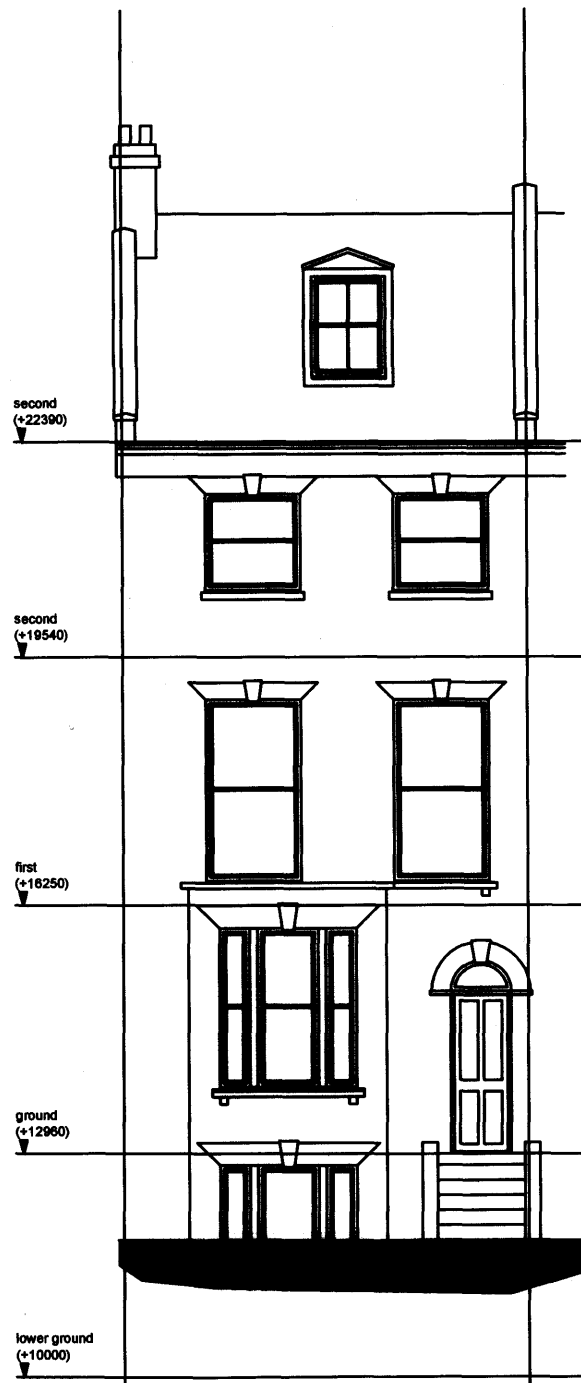 second
(+22390)
second
(+19540)
first
(+16250)
ground
(+12960)
lower ground
(+10000)